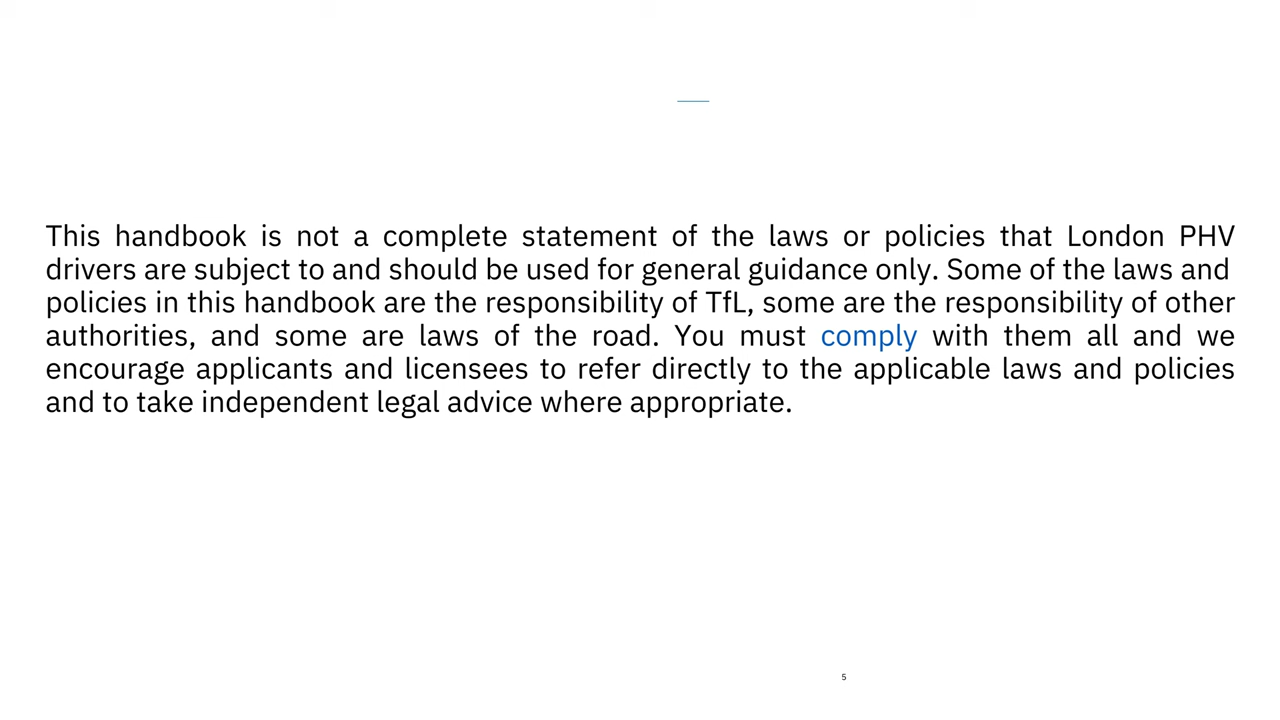 This handbook is not a complete statement of the laws or policies that London PHV
drivers are subject to and should be used for general guidance only. Some of the laws and
policies in this handbook are the responsibility of TfL, some are the responsibility of other
authorities, and some are laws of the road. You must comply with them all and we
encourage applicants and licensees to refer directly to the applicable laws and policies
and to take independent legal advice where appropriate.
5